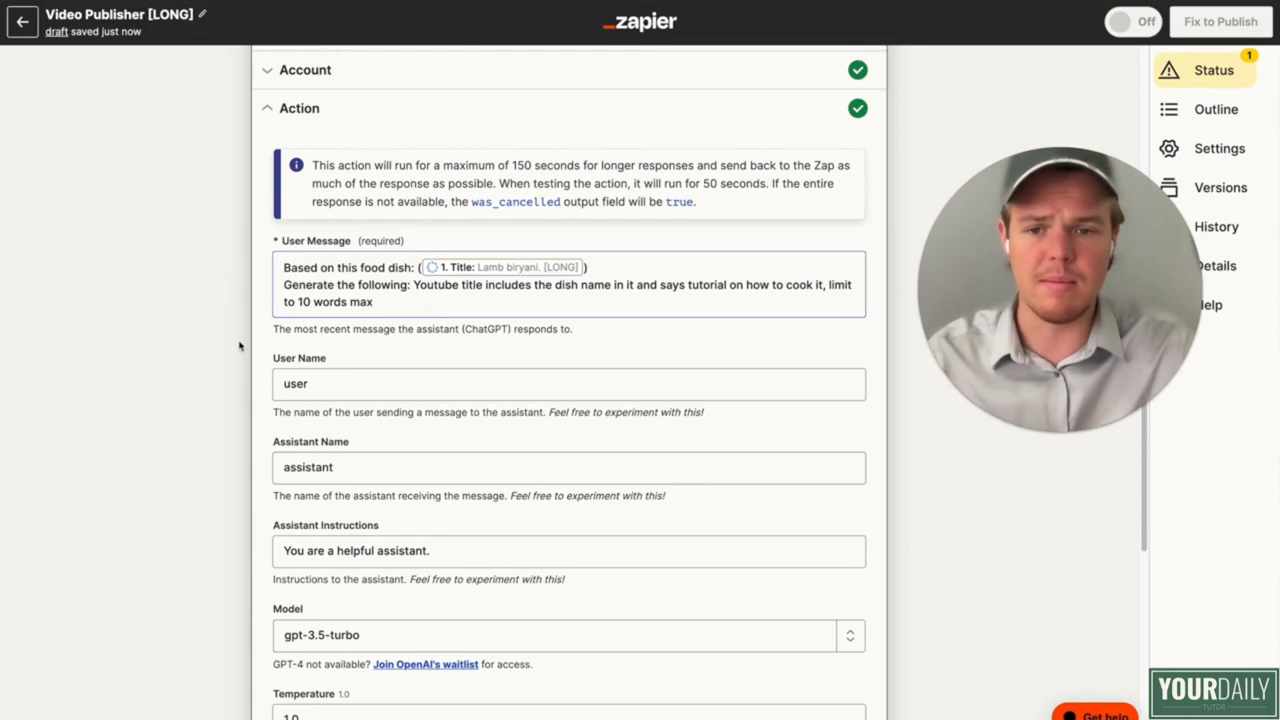 Video Publisher [LONG]
draft saved just now
_zapier
Off
Fix to Publish
Account
Action
This action will run for a maximum of 150 seconds for longer responses and send back to the Zap as
much of the response as possible. When testing the action, it will run for 50 seconds. If the entire
response is not available, the was_cancelled output field will be true.
* User Message (required)
Based on this food dish: ( 1. Title: Lamb biryani. [LONG] )
Generate the following: Youtube title includes the dish name in it and says tutorial on how to cook it, limit
to 10 words max
The most recent message the assistant (ChatGPT) responds to.
User Name
user
The name of the user sending a message to the assistant. Feel free to experiment with this!
Assistant Name
assistant
The name of the assistant receiving the message. Feel free to experiment with this!
Assistant Instructions
You are a helpful assistant.
Instructions to the assistant. Feel free to experiment with this!
Model
gpt-3.5-turbo
GPT-4 not available? Join OpenAI's waitlist for access.
Temperature 1.0
1.0
1
Status
Outline
Settings
Versions
History
etails
elp
Get help
YOURDAILY
TUTOR